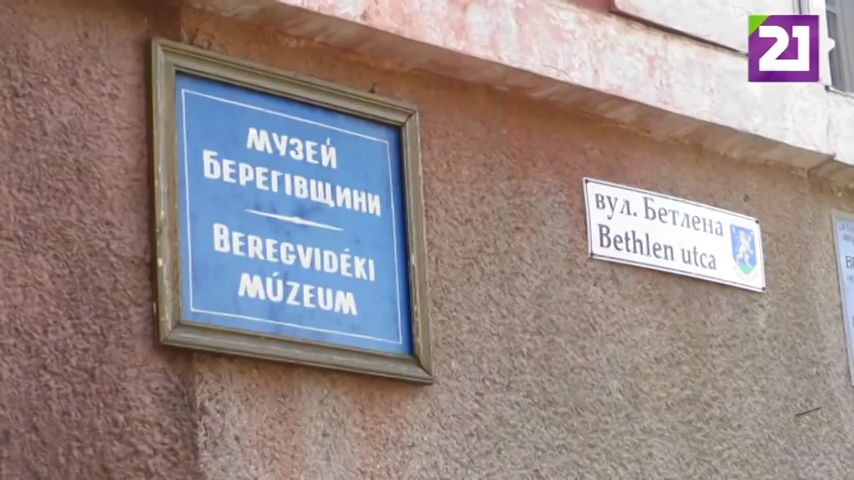 21
МУЗЕЙ
БЕРЕГІВЩИНИ
BEREGVIDÉKI
MÚZEUM
вул. Бетлена
Bethlen utca